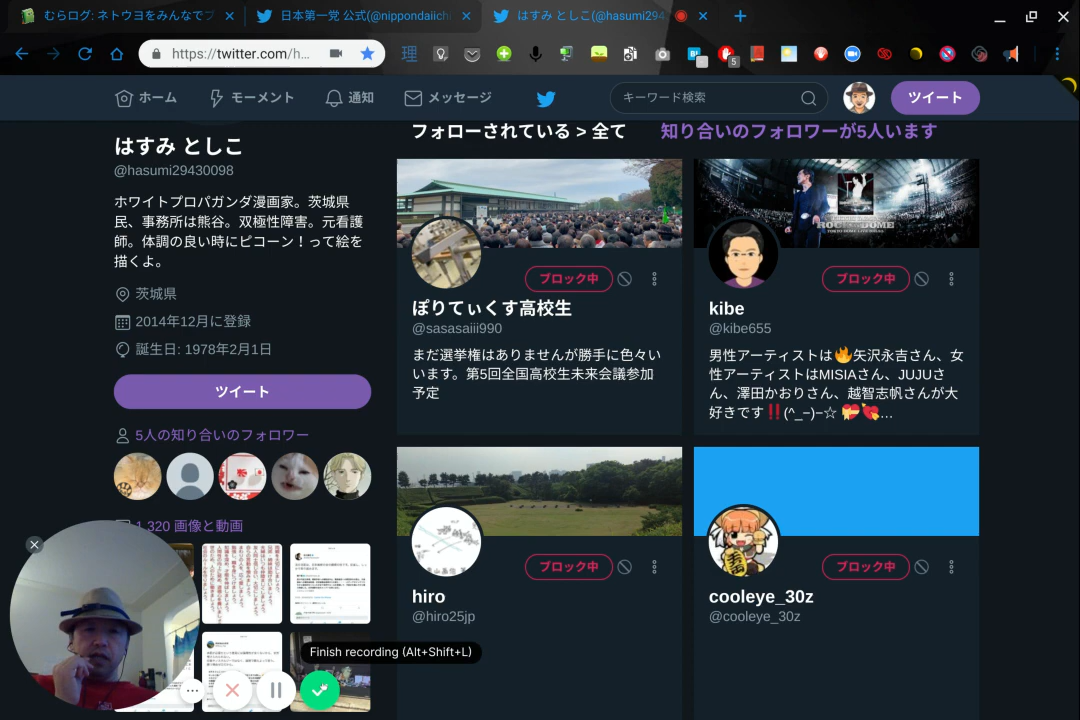 むらログ: ネトウヨをみんなでブ
日本第一党 公式(@nippondaiichi
はすみ としこ(@hasumi294
https://twitter.com/h...
5
ホーム
モーメント
通知
メッセージ
キーワード検索
ツイート
はすみ としこ
@hasumi29430098
ホワイトプロパガンダ漫画家。茨城県
民、事務所は熊谷。双極性障害。元看護
師。体調の良い時にピコーン！って絵を
描くよ。
茨城県
2014年12月に登録
誕生日: 1978年2月1日
ツイート
5人の知り合いのフォロワー
1,320 画像と動画
フォローされている > 全て
知り合いのフォロワーが5人います
ブロック中
ぽりてぃくす高校生
@sasasaiii990
まだ選挙権はありませんが勝手に色々い
います。第5回全国高校生未来会議参加
予定
ブロック中
kibe
@kibe655
男性アーティストは🔥矢沢永吉さん、女
性アーティストはMISIAさん、JUJUさ
ん、澤田かおりさん、越智志帆さんが大
好きです‼️(^_−)−☆ 💝💘...
ブロック中
hiro
@hiro25jp
ブロック中
cooleye_30z
@cooleye_30z
Finish recording (Alt+Shift+L)